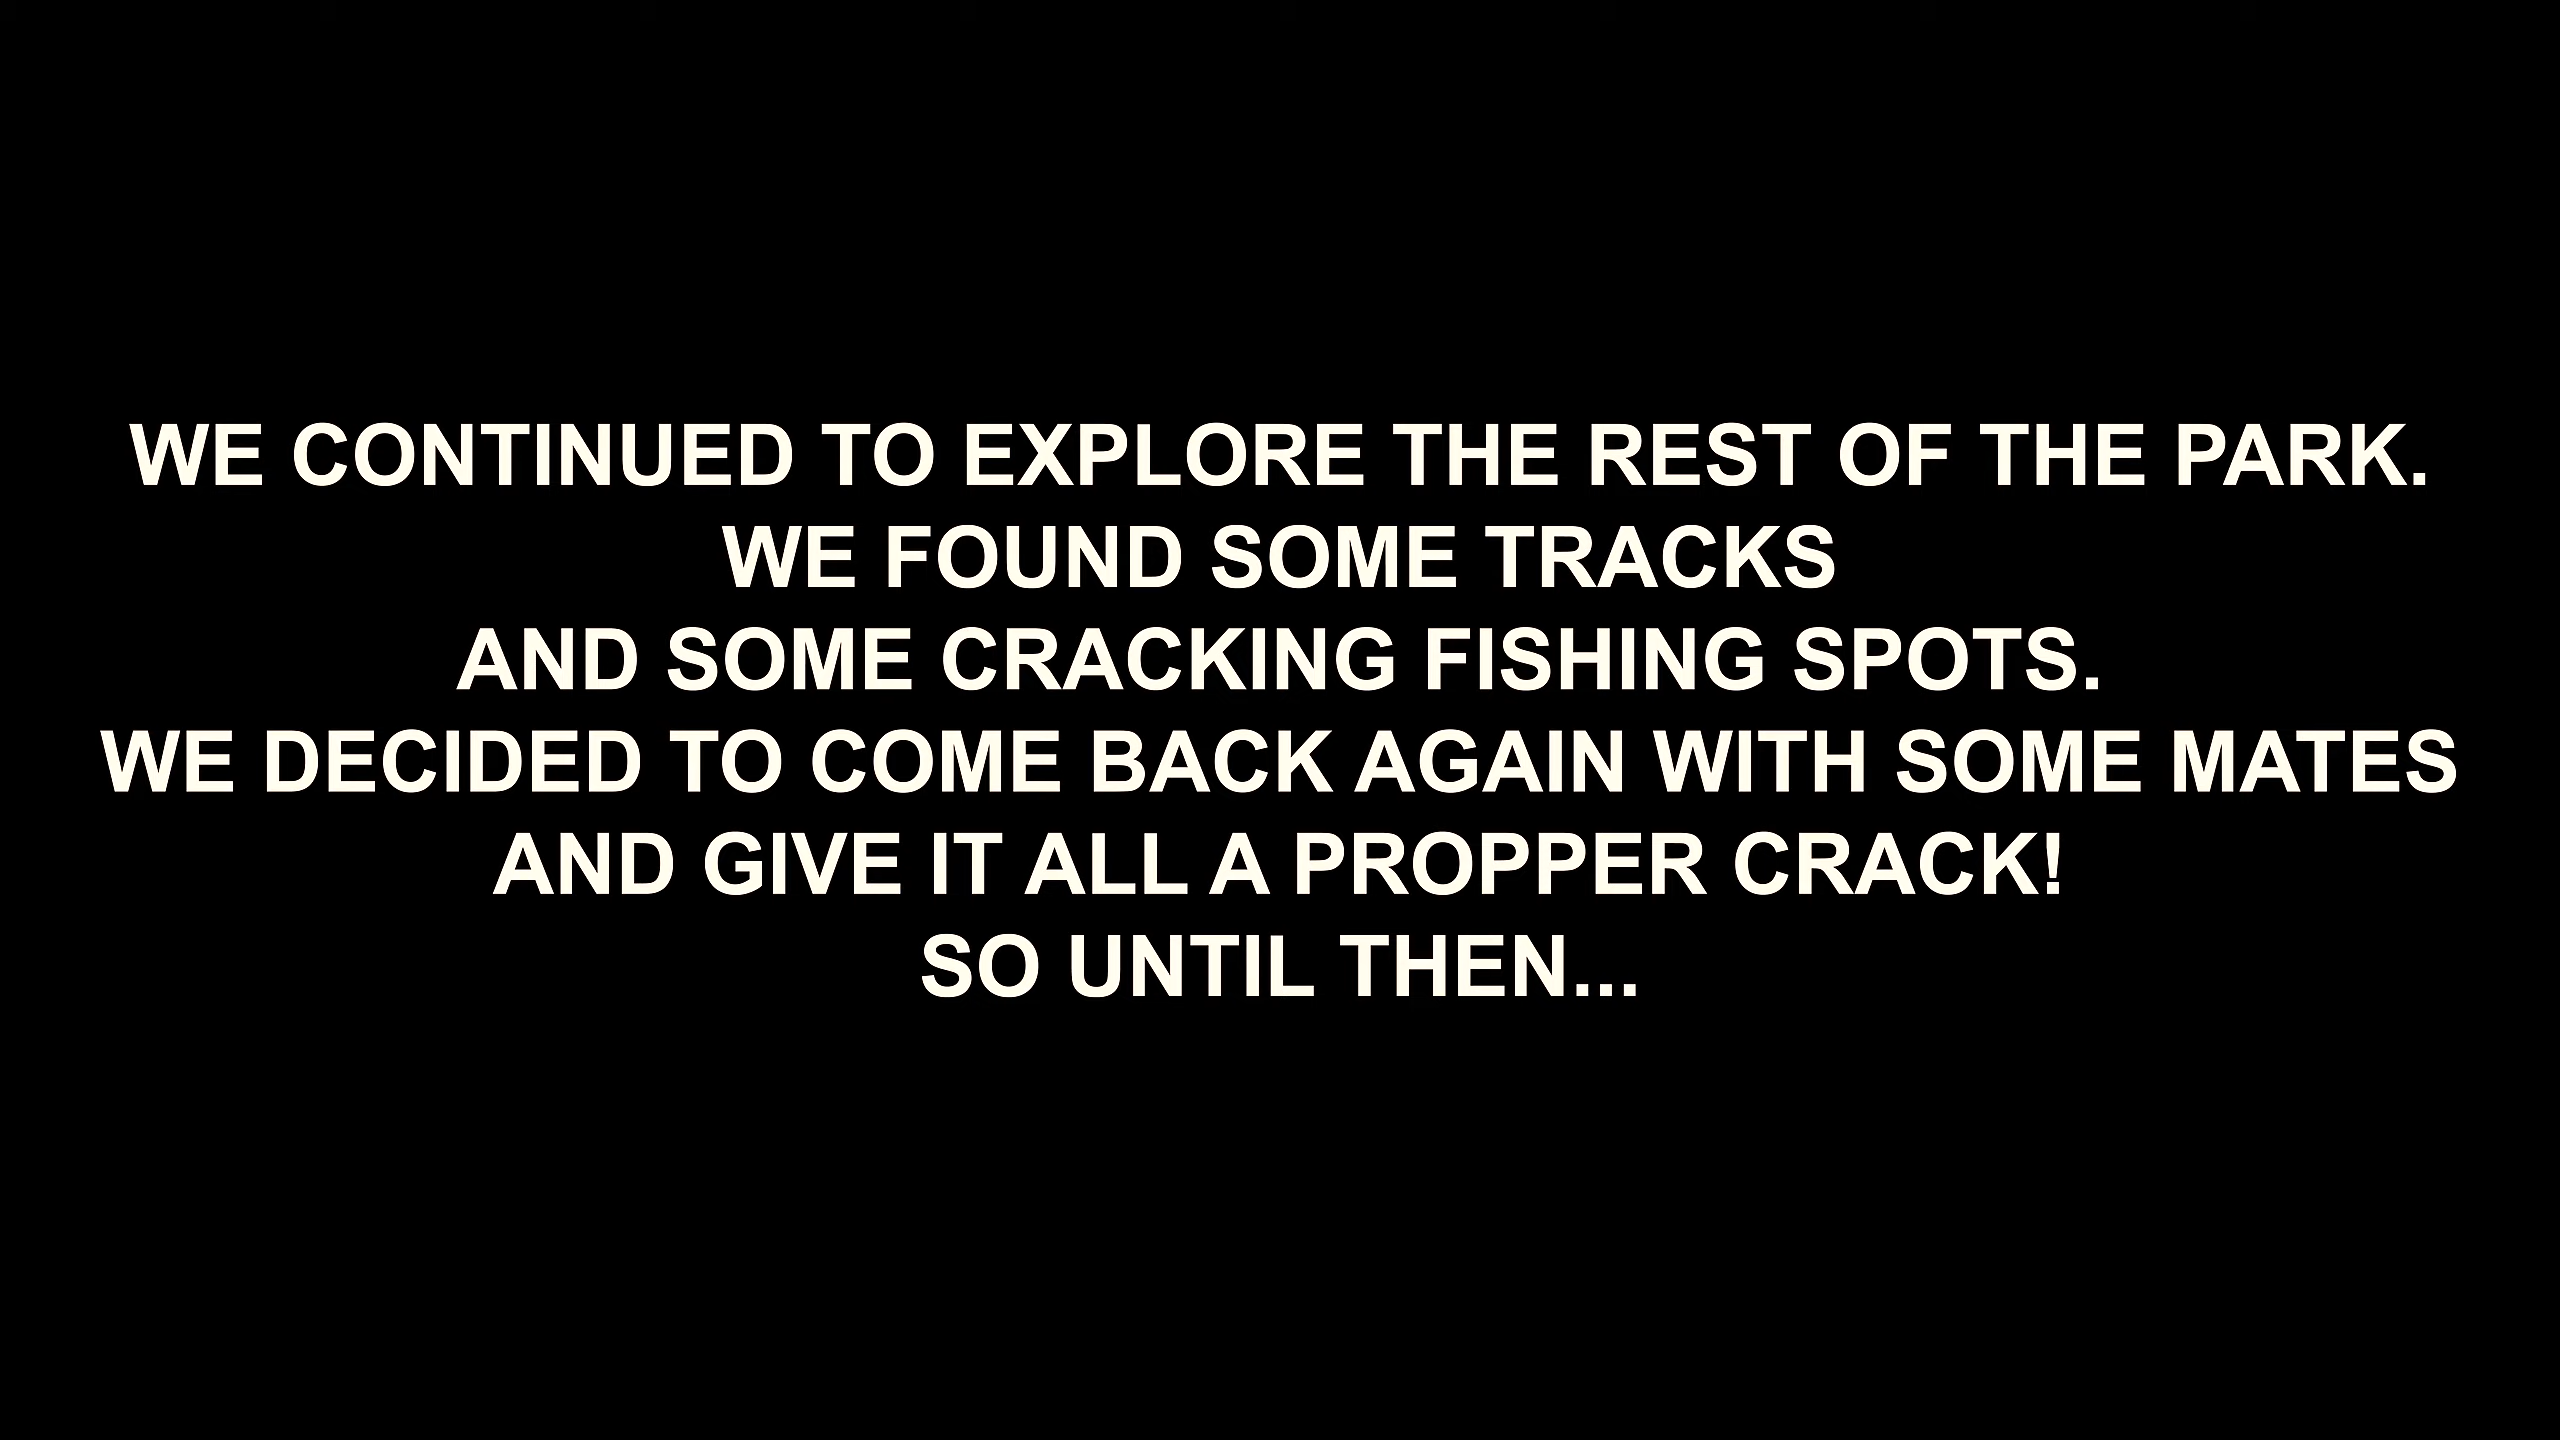 WE CONTINUED TO EXPLORE THE REST OF THE PARK.
WE FOUND SOME TRACKS
AND SOME CRACKING FISHING SPOTS.
WE DECIDED TO COME BACK AGAIN WITH SOME MATES
AND GIVE IT ALL A PROPPER CRACK!
SO UNTIL THEN...